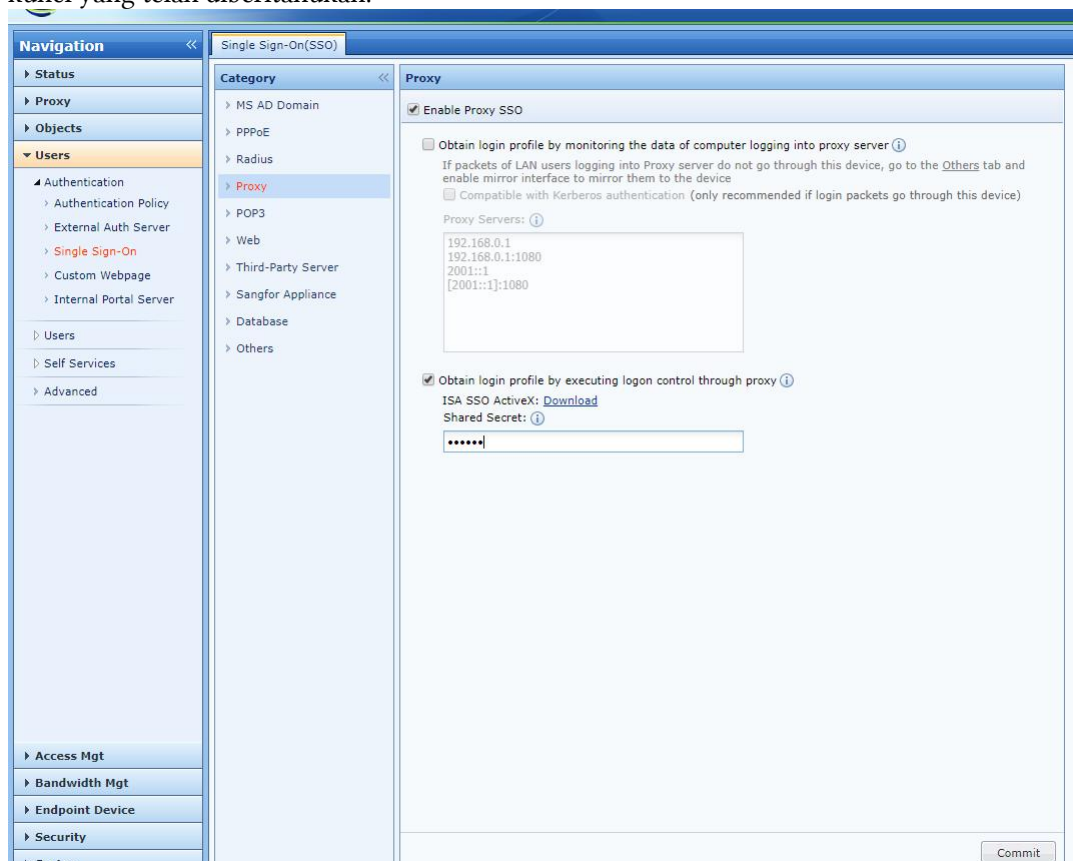 kunci yang telah diberitahukan.
Navigation
Status
Proxy
Objects
Users
Authentication
Authentication Policy
External Auth Server
Single Sign-On
Custom Webpage
Internal Portal Server
Users
Self Services
Advanced
Access Mgt
Bandwidth Mgt
Endpoint Device
Security
Single Sign-On(SSO)
Category
MS AD Domain
PPPoE
Radius
Proxy
POP3
Web
Third-Party Server
Sangfor Appliance
Database
Others
Proxy
Enable Proxy SSO
Obtain login profile by monitoring the data of computer logging into proxy server
If packets of LAN users logging into Proxy server do not go through this device, go to the Others tab and
enable mirror interface to mirror them to the device
Compatible with Kerberos authentication (only recommended if login packets go through this device)
Proxy Servers:
192.168.0.1
192.168.0.1:1080
2001::1
[2001::1]:1080
Obtain login profile by executing logon control through proxy
ISA SSO ActiveX: Download
Shared Secret:
••••••
Commit